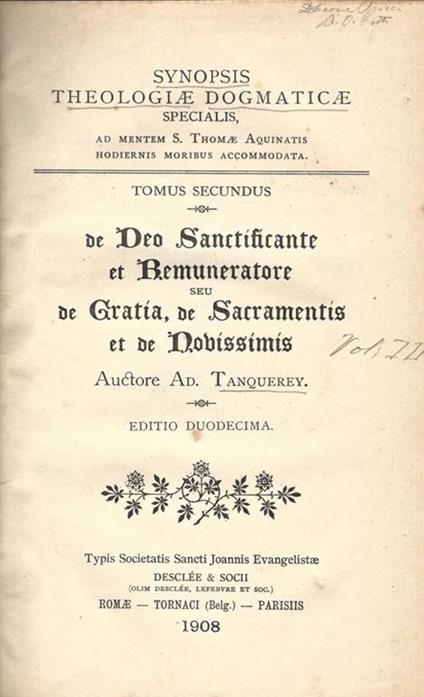 SYNOPSIS
THEOLOGIÆ DOGMATICÆ
SPECIALIS,
AD MENTEM S. THOMÆ AQUINATIS
HODIERNIS MORIBUS ACCOMMODATA.
TOMUS SECUNDUS
de Deo Sanctificante
et Remuneratore
SEU
de Gratia, de Sacramentis
et de Novissimis
Vol: II
Auctore AD. TANQUEREY.
EDITIO DUODECIMA.
Typis Societatis Sancti Joannis Evangelistæ
DESCLÉE & SOCII
(OLIM DESCLÉE, LEFEBVRE ET SOC.)
ROMÆ — TORNACI (Belg.) — PARISIIS
1908